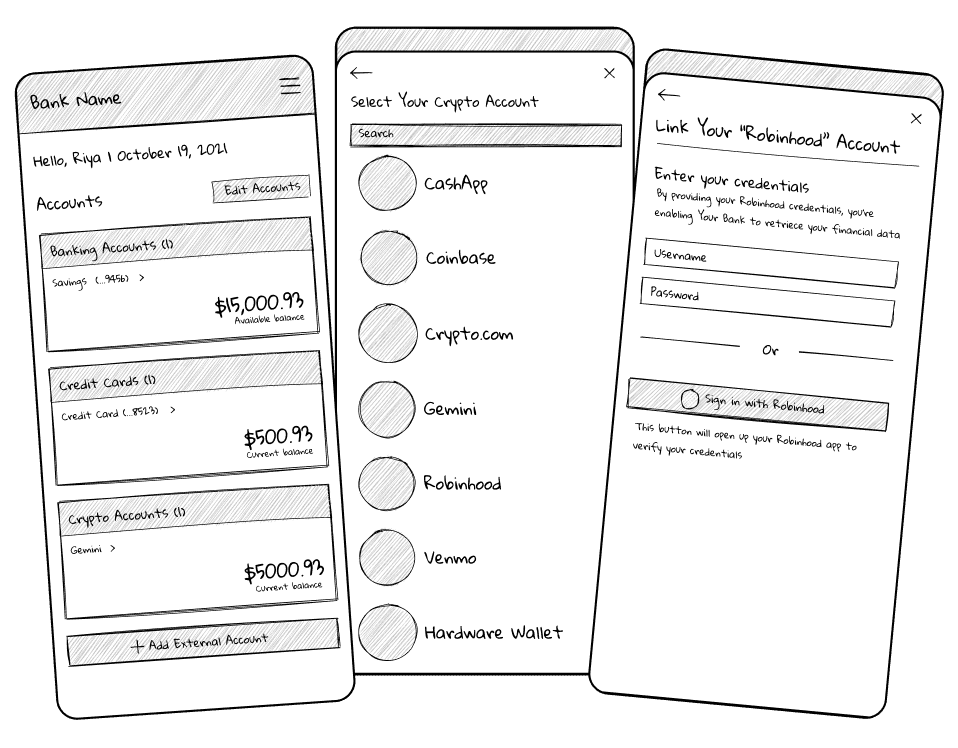 Bank Name
Hello, Riya | October 19, 2021
Accounts
Edit Accounts
Banking Accounts (1)
Savings (...9456) >
$15,000.93
Available balance
Credit Cards (1)
Credit Card (...8523) >
$500.93
Current balance
Crypto Accounts (1)
Gemini >
$5000.93
Current balance
+ Add External Account
Select Your Crypto Account
Search
CashApp
Coinbase
Crypto.com
Gemini
Robinhood
Venmo
Hardware Wallet
Link Your "Robinhood" Account
Enter your credentials
By providing your Robinhood credentials, you're
enabling Your Bank to retriece your financial data
Username
Password
Or
Sign in with Robinhood
This button will open up your Robinhood app to
verify your credentials